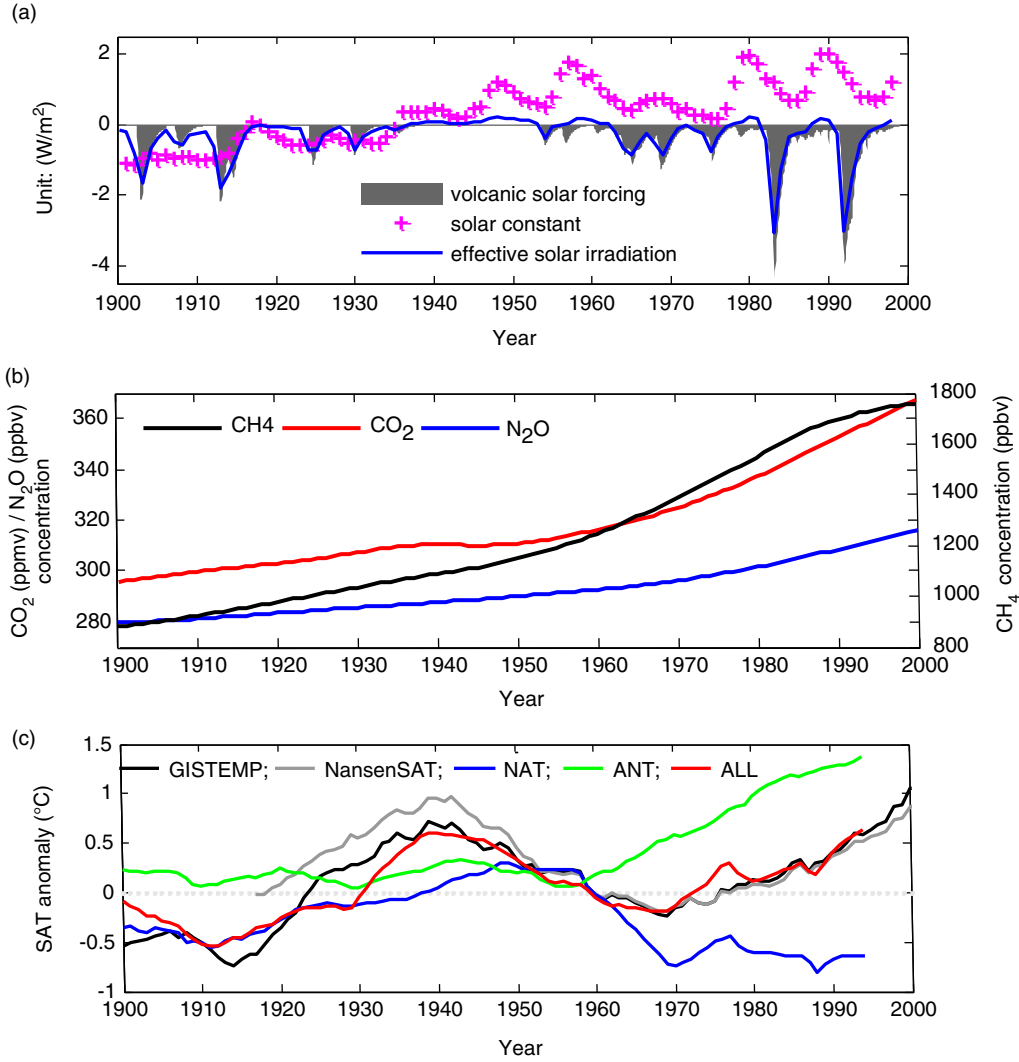 (a)
2
0
-2
-4
Unit: (W/m²)
volcanic solar forcing
solar constant
effective solar irradiation
1900 1910 1920 1930 1940 1950 1960 1970 1980 1990 2000
Year
(b)
360
340
320
300
280
CO₂ (ppmv) / N₂O (ppbv)
concentration
CH4 CO₂ N₂O
1800
1600
1400
1200
1000
800
CH₄ concentration (ppbv)
1900 1910 1920 1930 1940 1950 1960 1970 1980 1990 2000
Year
(c)
1.5
1
0.5
0
-0.5
-1
SAT anomaly (°C)
GISTEMP; NansenSAT; NAT; ANT; ALL
1900 1910 1920 1930 1940 1950 1960 1970 1980 1990 2000
Year